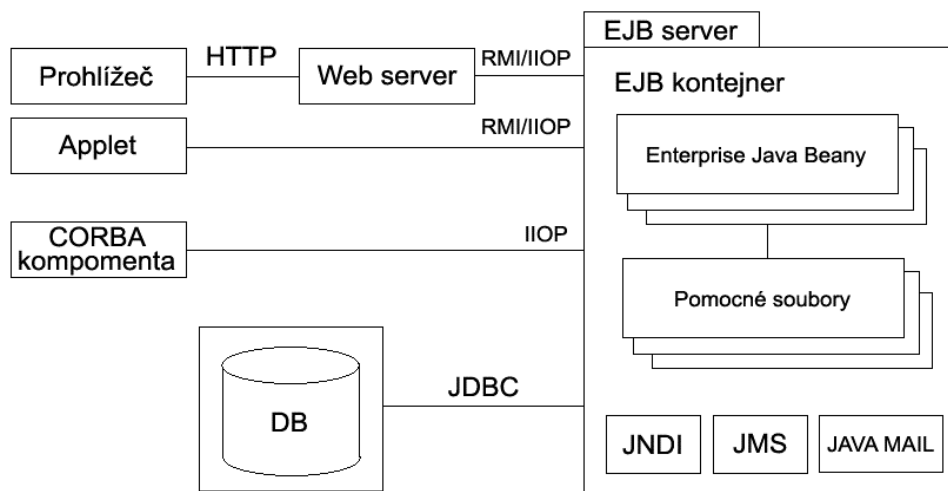 EJB server
Prohlížeč
HTTP
Web server
RMI/IIOP
EJB kontejner
Applet
RMI/IIOP
Enterprise Java Beany
CORBA
kompomenta
IIOP
Pomocné soubory
DB
JDBC
JNDI
JMS
JAVA MAIL